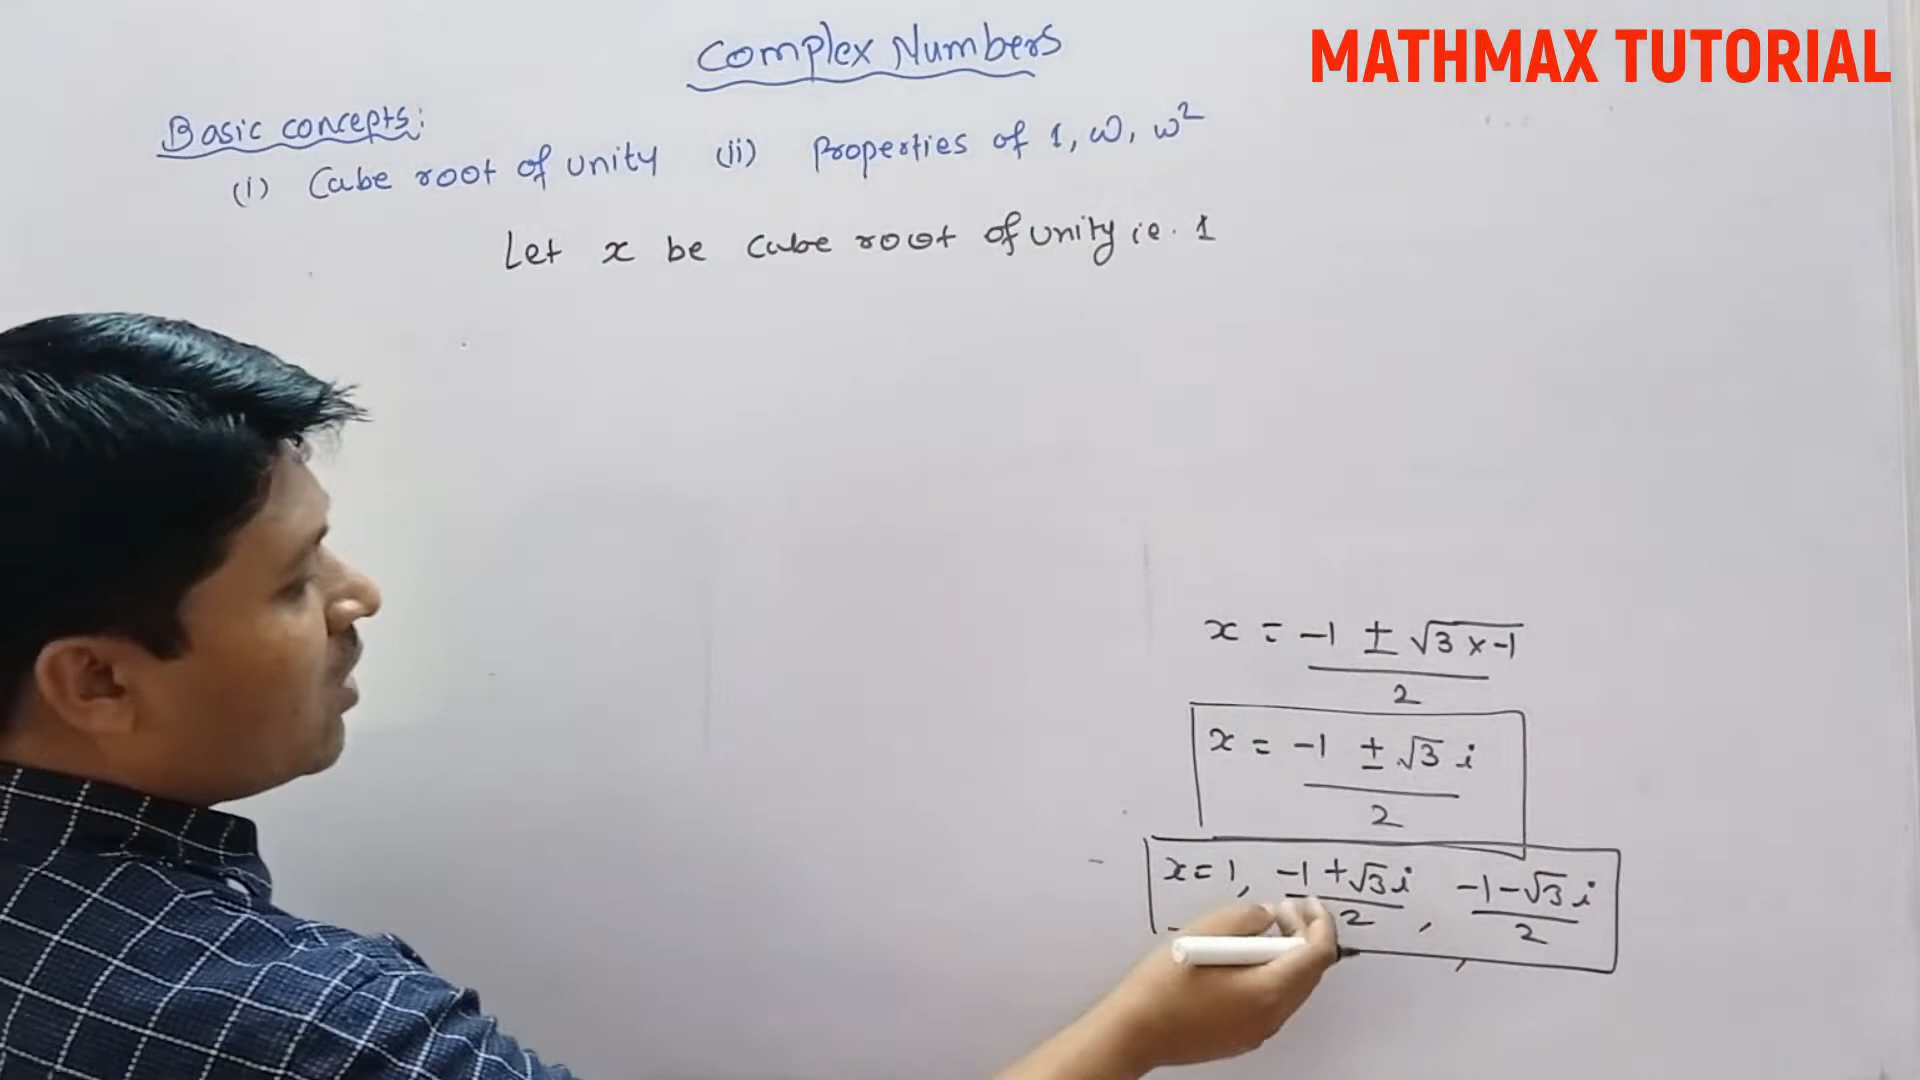 Complex Numbers
MATHMAX TUTORIAL
Basic concepts:
(i) Cube root of unity (ii) Properties of 1, ω, ω²
Let x be cube root of unity i.e. 1
x = (-1 ± √(3 × -1))/2
x = (-1 ± √3 i)/2
x = 1, (-1 + √3 i)/2, (-1 - √3 i)/2